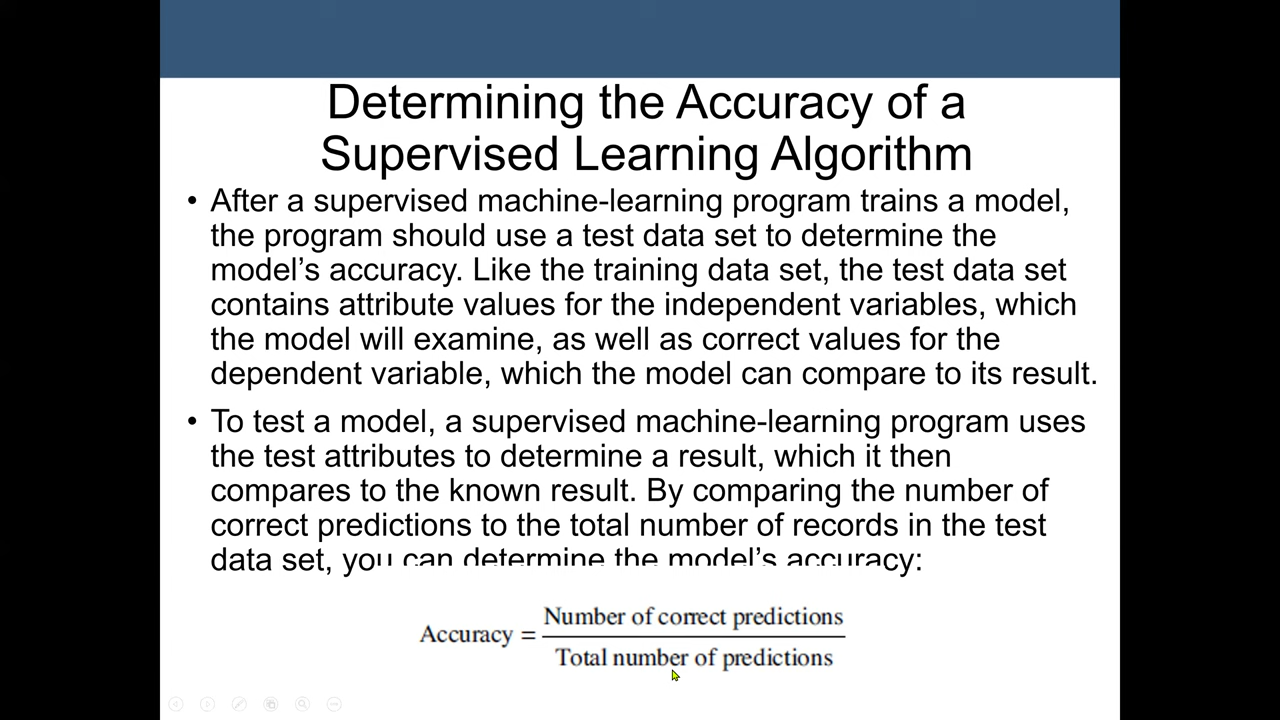 Determining the Accuracy of a
Supervised Learning Algorithm
• After a supervised machine-learning program trains a model,
the program should use a test data set to determine the
model’s accuracy. Like the training data set, the test data set
contains attribute values for the independent variables, which
the model will examine, as well as correct values for the
dependent variable, which the model can compare to its result.
• To test a model, a supervised machine-learning program uses
the test attributes to determine a result, which it then
compares to the known result. By comparing the number of
correct predictions to the total number of records in the test
data set, you can determine the model’s accuracy:
Accuracy = Number of correct predictions
Total number of predictions